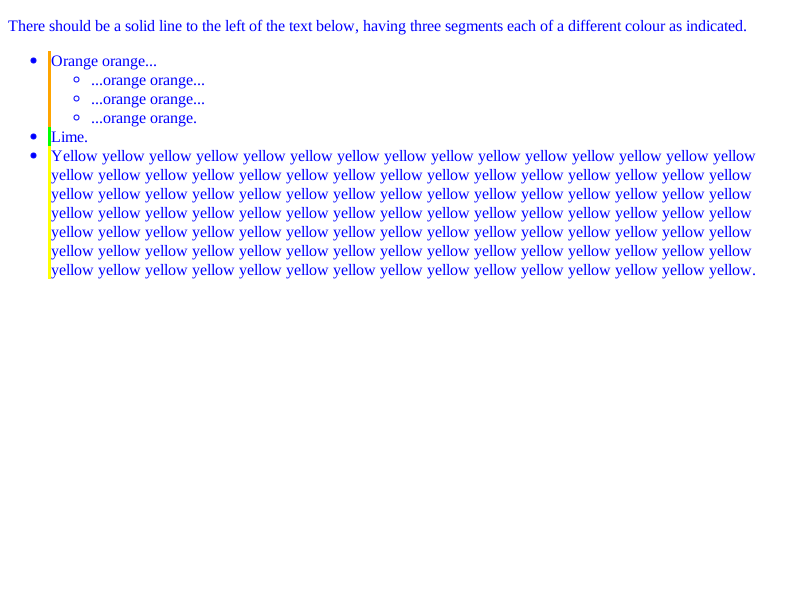 There should be a solid line to the left of the text below, having three segments each of a different colour as indicated.
Orange orange...
...orange orange...
...orange orange...
...orange orange.
Lime.
Yellow yellow yellow yellow yellow yellow yellow yellow yellow yellow yellow yellow yellow yellow yellow
yellow yellow yellow yellow yellow yellow yellow yellow yellow yellow yellow yellow yellow yellow yellow
yellow yellow yellow yellow yellow yellow yellow yellow yellow yellow yellow yellow yellow yellow yellow
yellow yellow yellow yellow yellow yellow yellow yellow yellow yellow yellow yellow yellow yellow yellow
yellow yellow yellow yellow yellow yellow yellow yellow yellow yellow yellow yellow yellow yellow yellow
yellow yellow yellow yellow yellow yellow yellow yellow yellow yellow yellow yellow yellow yellow yellow
yellow yellow yellow yellow yellow yellow yellow yellow yellow yellow yellow yellow yellow yellow yellow.